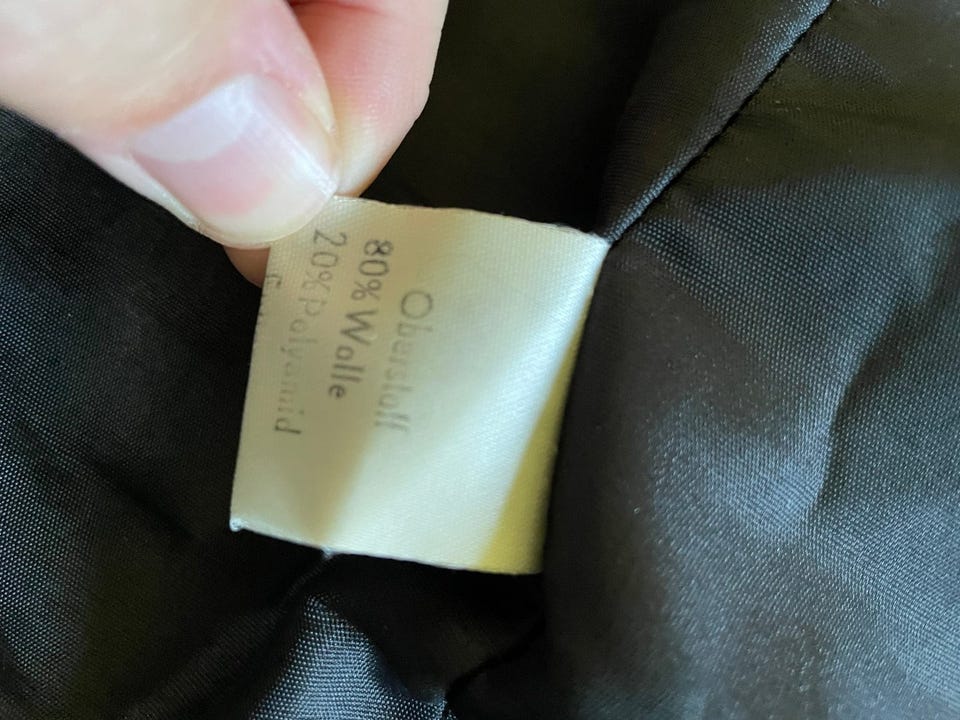 Oberstoff
80% Wolle
20% Polyamid